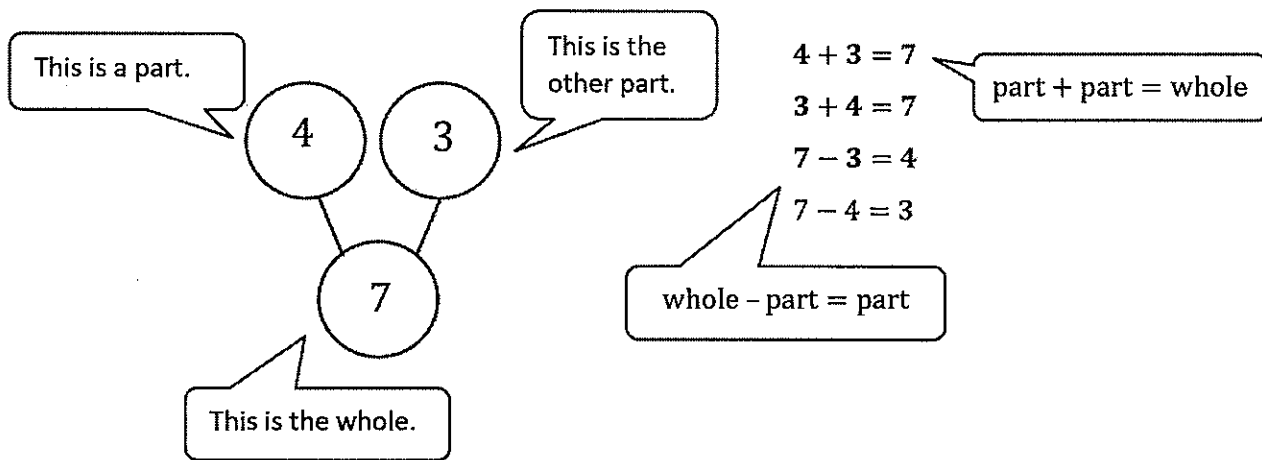 This is a part.
This is the
other part.
4
3
7
This is the whole.
4 + 3 = 7
3 + 4 = 7
7 – 3 = 4
7 – 4 = 3
part + part = whole
whole – part = part